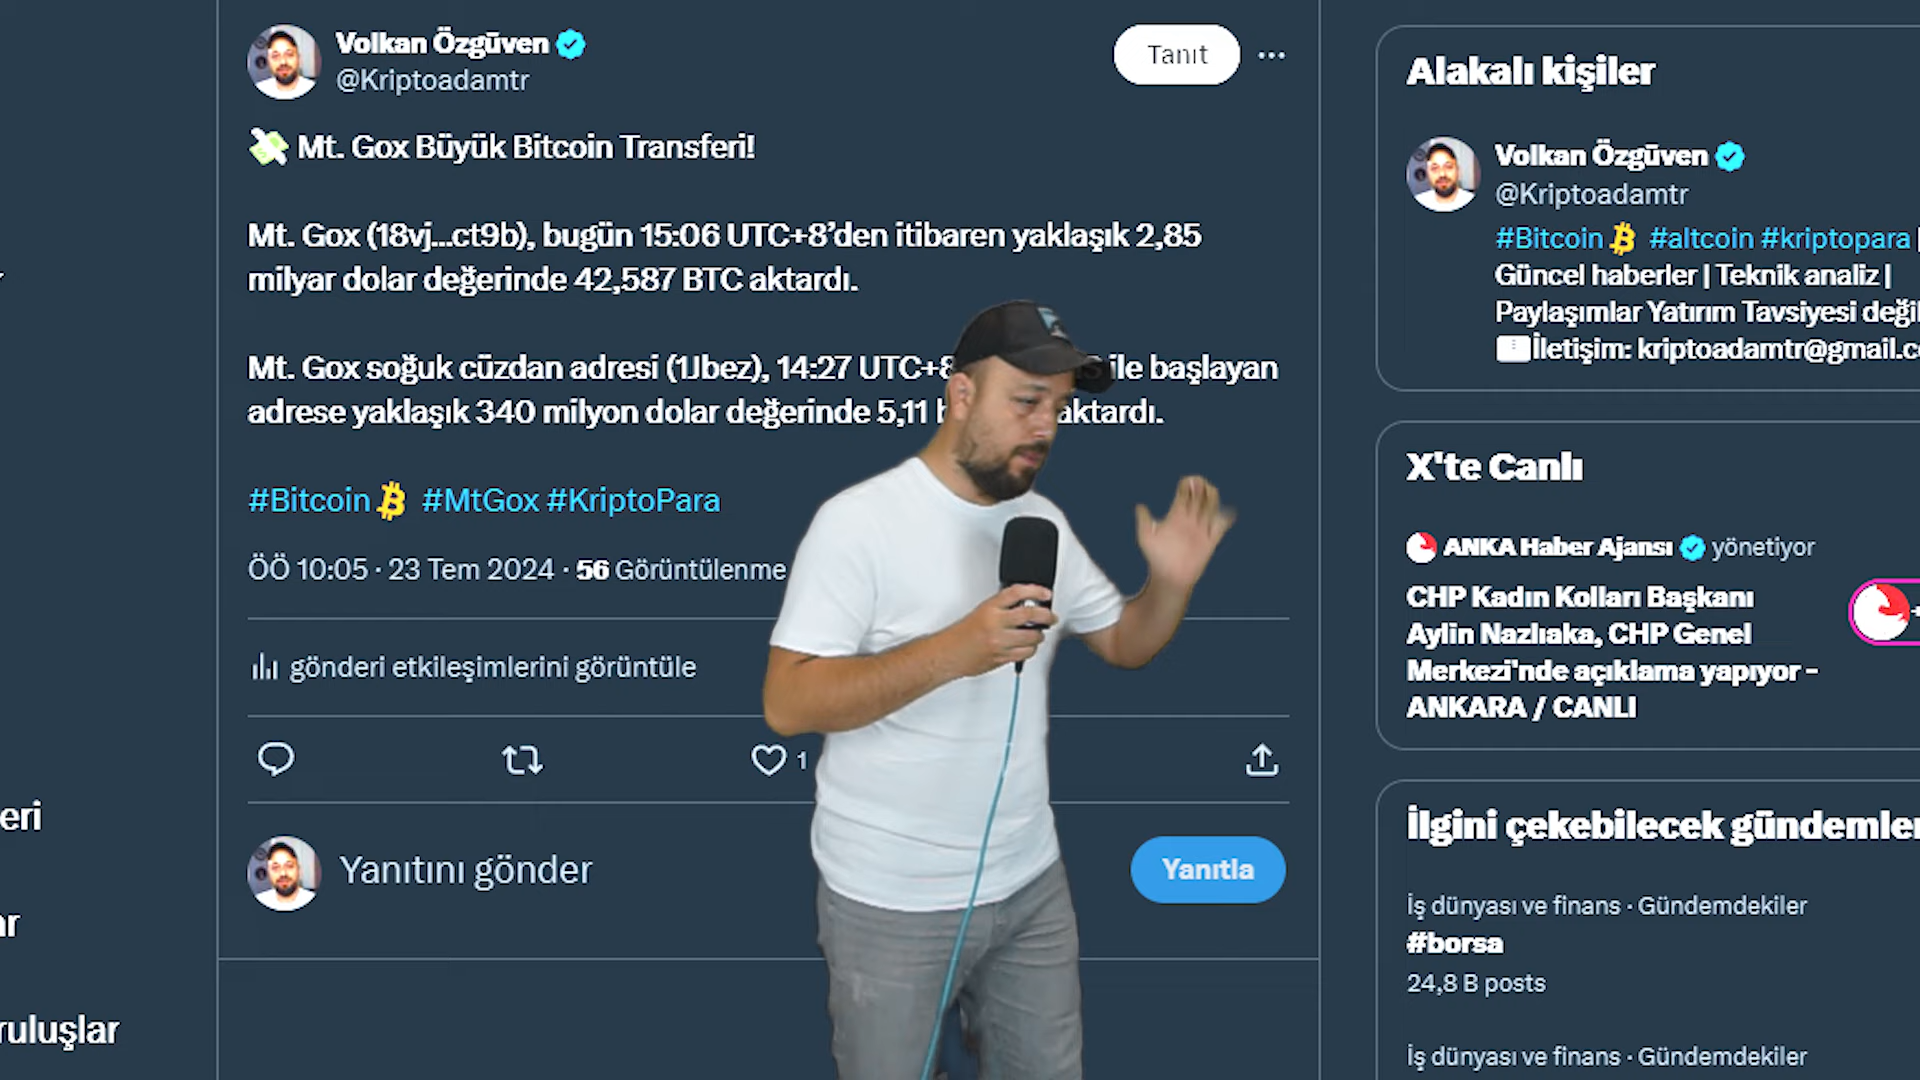 Volkan Özgüven
@Kriptoadamtr
Tanıt
Mt. Gox Büyük Bitcoin Transferi!
Mt. Gox (18vj...ct9b), bugün 15:06 UTC+8’den itibaren yaklaşık 2,85
milyar dolar değerinde 42,587 BTC aktardı.
Mt. Gox soğuk cüzdan adresi (1Jbez), 14:27 UTC+8 ile başlayan
adrese yaklaşık 340 milyon dolar değerinde 5,11 aktardı.
#Bitcoin #MtGox #KriptoPara
ÖÖ 10:05 · 23 Tem 2024 · 56 Görüntülenme
gönderi etkileşimlerini görüntüle
1
Yanıtını gönder
Yanıtla
Alakalı kişiler
Volkan Özgüven
@Kriptoadamtr
#Bitcoin #altcoin #kriptopara
Güncel haberler | Teknik analiz |
Paylaşımlar Yatırım Tavsiyesi
İletişim: kriptoadamtr@gmail.c
X'te Canlı
ANKA Haber Ajansı yönetiyor
CHP Kadın Kolları Başkanı
Aylin Nazlıaka, CHP Genel
Merkezi'nde açıklama yapıyor –
ANKARA / CANLI
İlgini çekebilecek gündemler
İş dünyası ve finans · Gündemdekiler
#borsa
24,8 B posts
İş dünyası ve finans · Gündemdekiler
eri
ar
ruluşlar